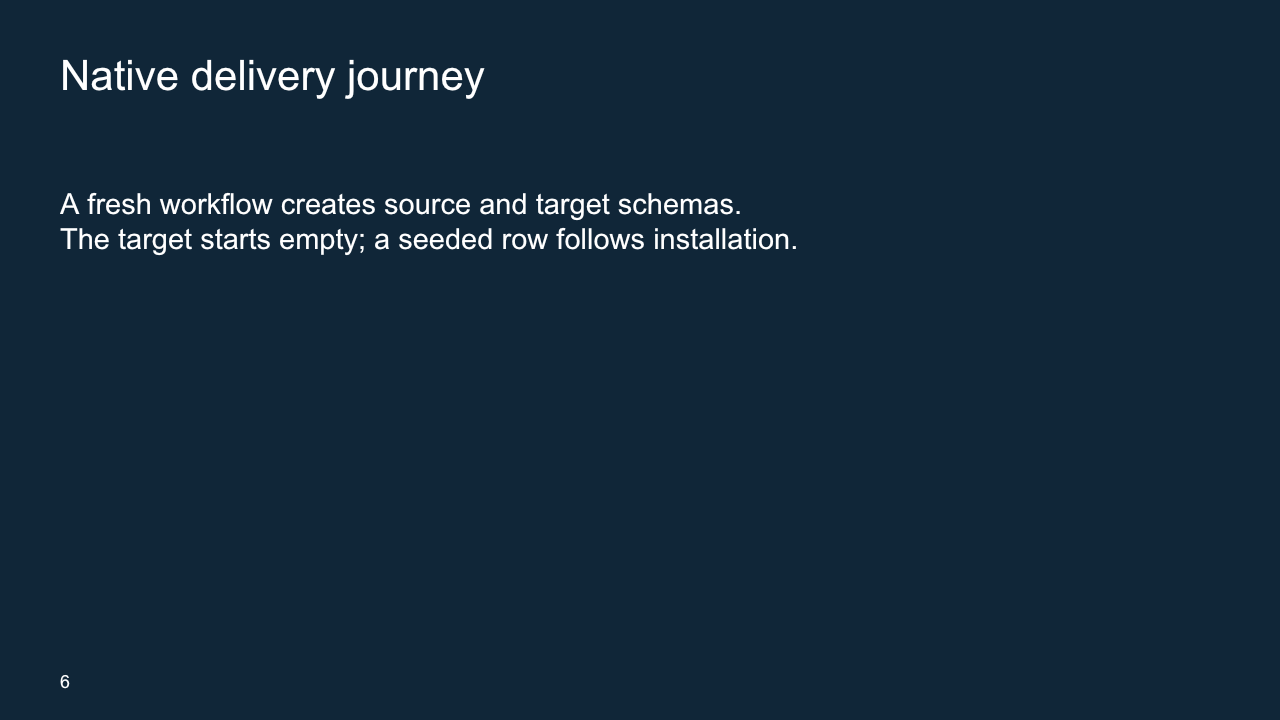 Native delivery journey
A fresh workflow creates source and target schemas.
The target starts empty; a seeded row follows installation.
6